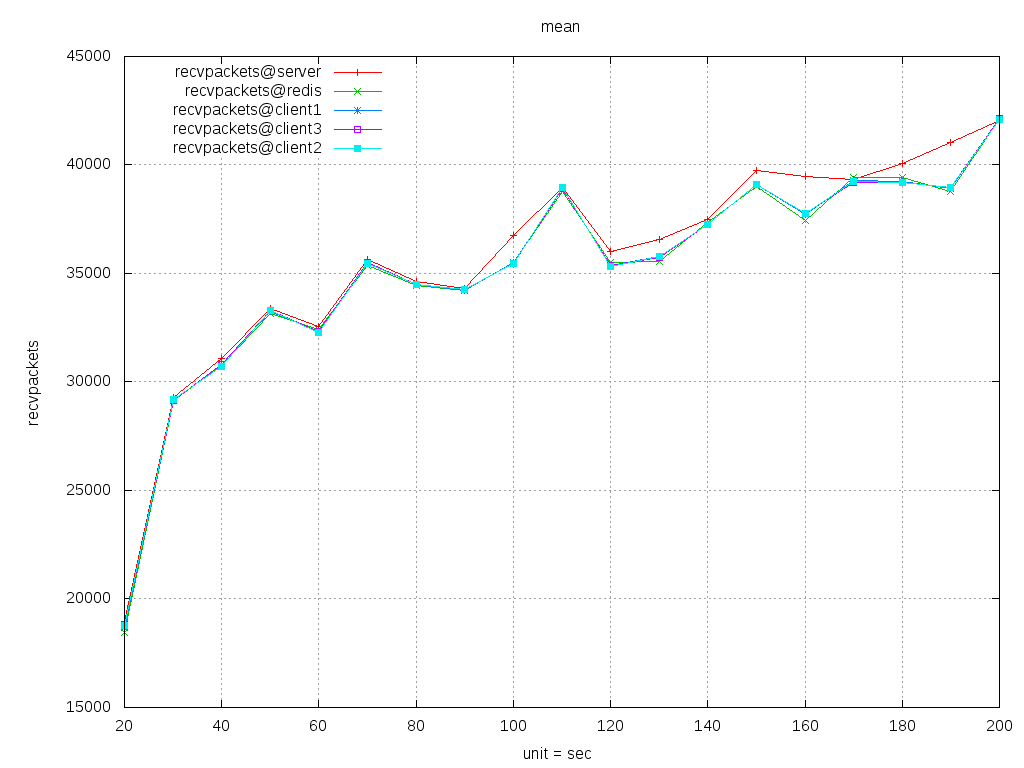 mean
45000
40000
35000
30000
25000
20000
15000
recvpackets
recvpackets@server
recvpackets@redis
recvpackets@client1
recvpackets@client3
recvpackets@client2
20 40 60 80 100 120 140 160 180 200
unit = sec